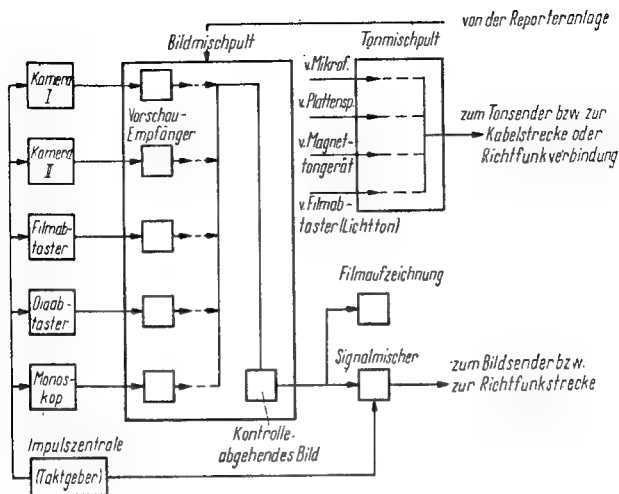 von der Reporteranlage
Bildmischpult
Tonmischpult
Kamera
I
Vorschau-
Empfänger
v.Mikrof.
v.Plattensp.
v.Magnet-
tongerät
v.Filmab-
taster(Lichtton)
zum Tonsender bzw. zur
Kabelstrecke oder
Richtfunkverbindung
Kamera
II
Filmab-
taster
Diaab-
taster
Monos-
kop
Filmaufzeichnung
Signalmischer
zum Bildsender bzw.
zur Richtfunkstrecke
Kontrolle.
abgehendes Bild
Impulszentrale
(Taktgeber)